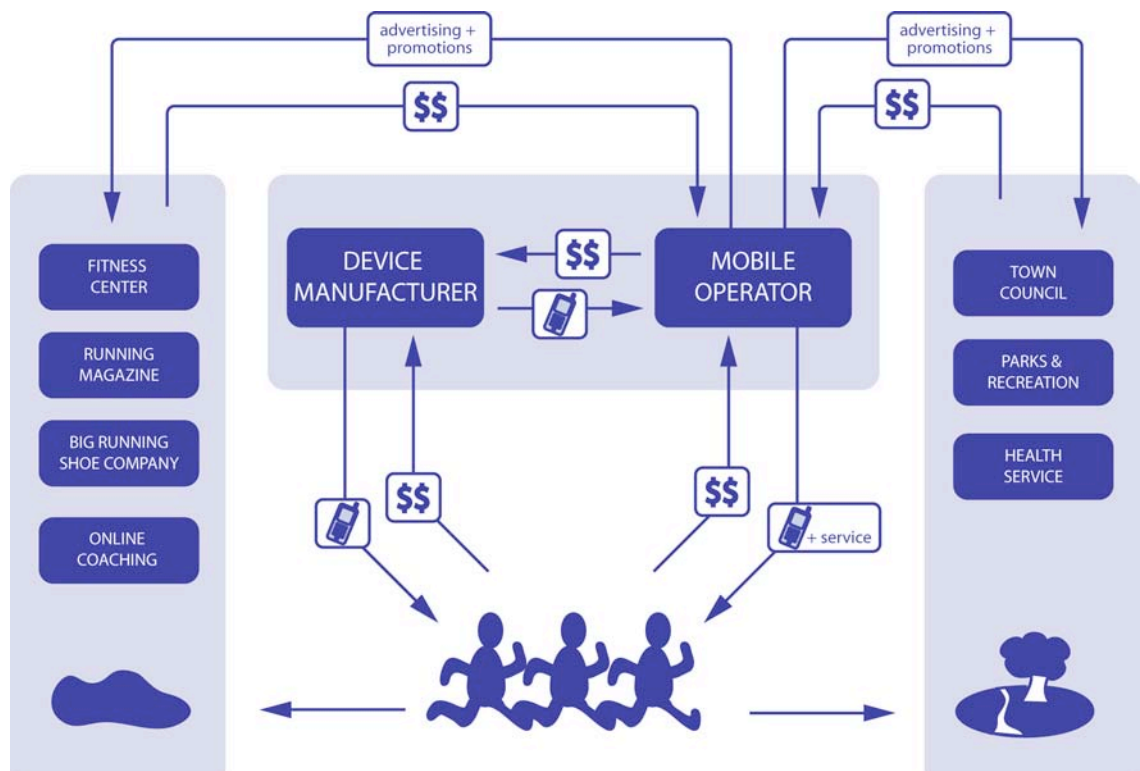 advertising +
promotions
advertising +
promotions
$$
$$
DEVICE
MANUFACTURER
$$
MOBILE
OPERATOR
FITNESS
CENTER
RUNNING
MAGAZINE
BIG RUNNING
SHOE COMPANY
ONLINE
COACHING
TOWN
COUNCIL
PARKS &
RECREATION
HEALTH
SERVICE
$$
$$
+ service